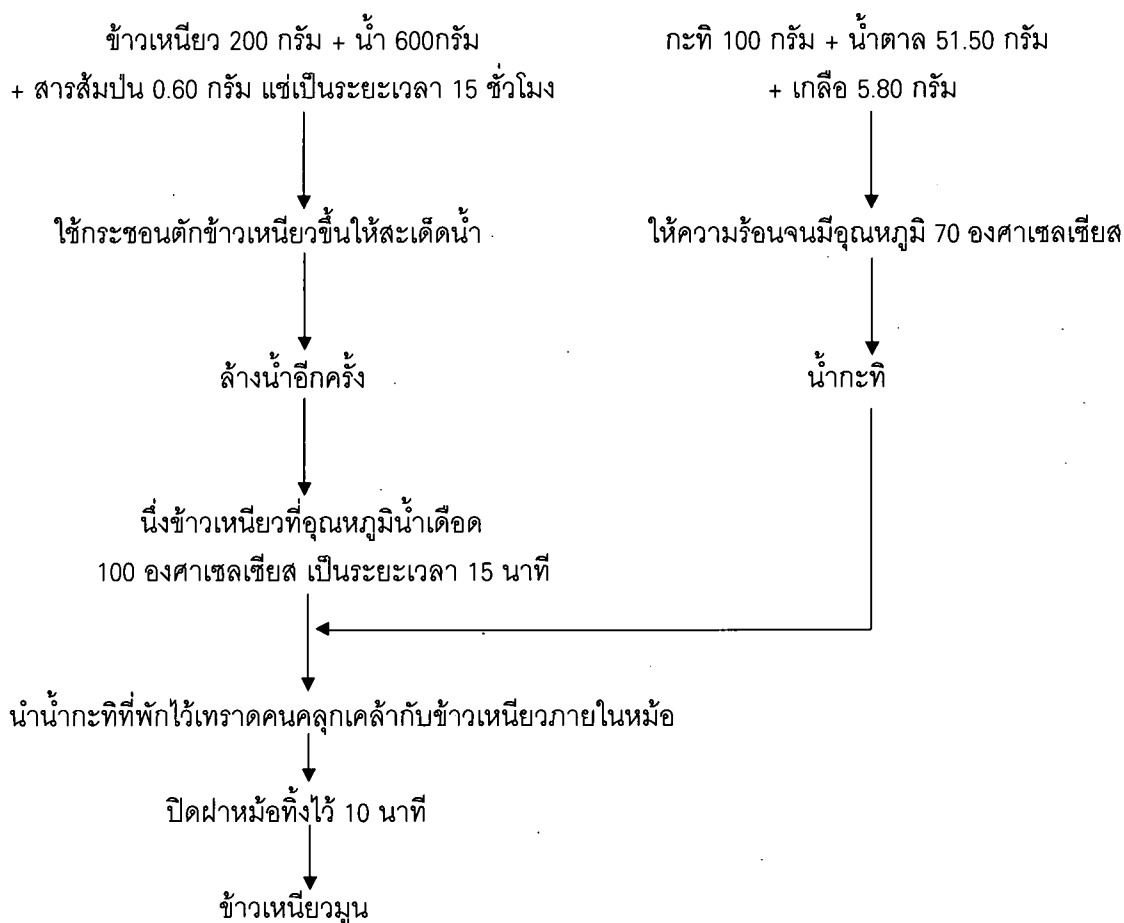 ข้าวเหนียว 200 กรัม + น้ำ 600กรัม
+ สารส้มป่น 0.60 กรัม แช่เป็นระยะเวลา 15 ชั่วโมง
ใช้กระชอนตักข้าวเหนียวขึ้นให้สะเด็ดน้ำ
ล้างน้ำอีกครั้ง
นึ่งข้าวเหนียวที่อุณหภูมิน้ำเดือด
100 องศาเซลเซียส เป็นระยะเวลา 15 นาที
กะทิ 100 กรัม + น้ำตาล 51.50 กรัม
+ เกลือ 5.80 กรัม
ให้ความร้อนจนมีอุณหภูมิ 70 องศาเซลเซียส
น้ำกะทิ
นำน้ำกะทิที่พักไว้เทราดคนคลุกเคล้ากับข้าวเหนียวภายในหม้อ
ปิดฝาหม้อทิ้งไว้ 10 นาที
ข้าวเหนียวมูน